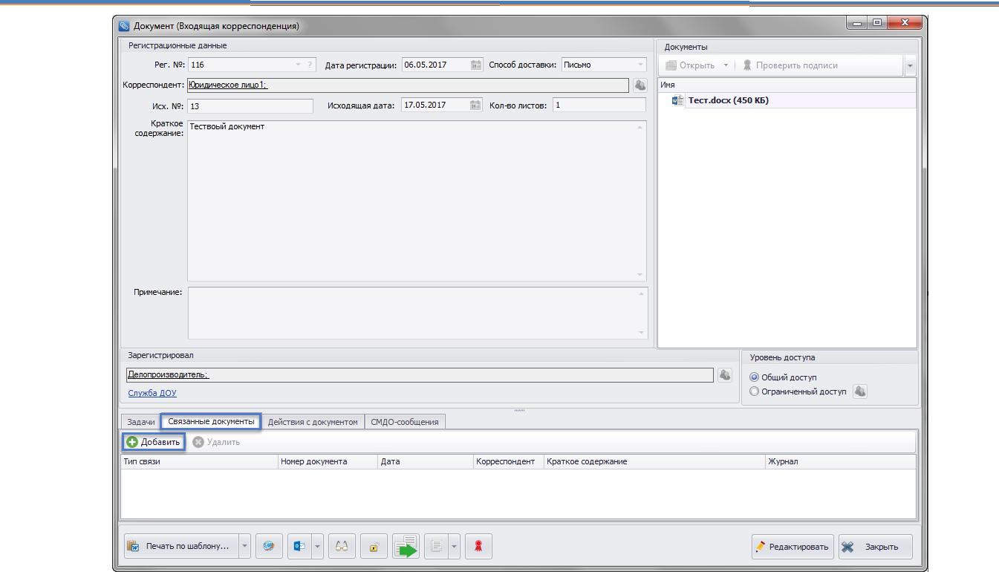 Документ (Входящая корреспонденция)
Регистрационные данные
Рег. №: 116 ? Дата регистрации: 06.05.2017 Способ доставки: Письмо
Корреспондент: Юридическое лицо1;
Исх. №: 13 Исходящая дата: 17.05.2017 Кол-во листов: 1
Краткое
содержание: Тествоый документ
Примечание:
Документы
Открыть Проверить подписи
Имя
Тест.docx (450 КБ)
Зарегистрировал
Делопроизводитель;
Служба ДОУ
Уровень доступа
Общий доступ
Ограниченный доступ
Задачи Связанные документы Действия с документом СМДО-сообщения
Добавить Удалить
Тип связи Номер документа Дата Корреспондент Краткое содержание Журнал
Печать по шаблону... Редактировать Закрыть